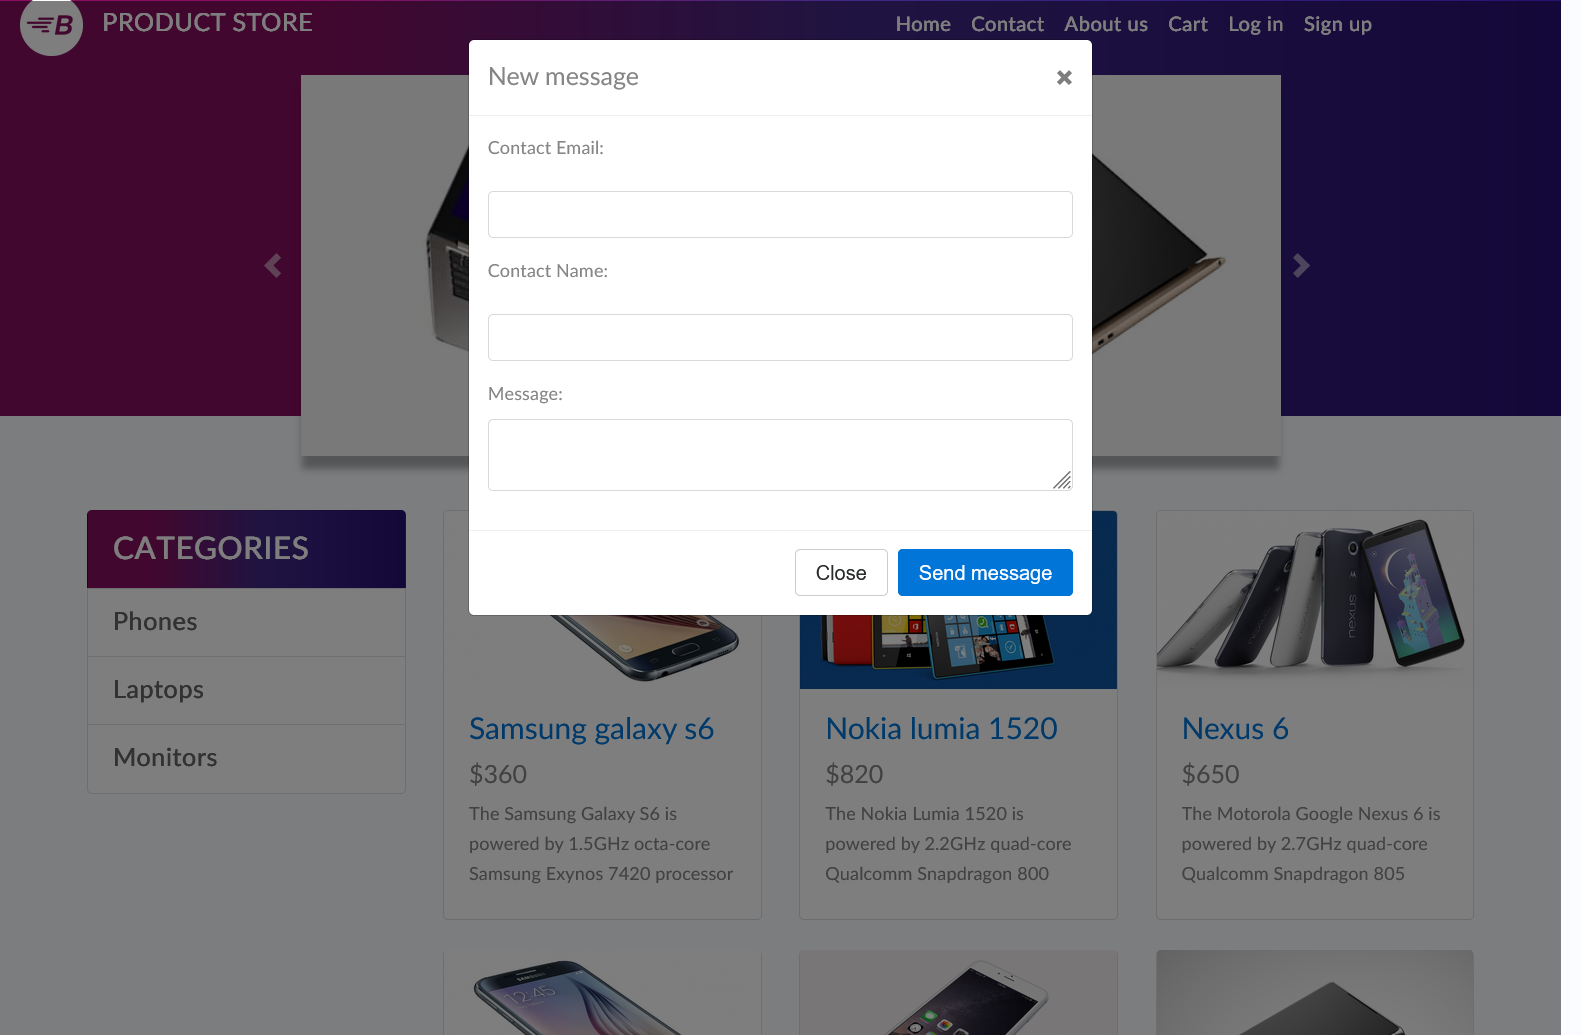 B PRODUCT STORE
Home Contact About us Cart Log in Sign up
New message
Contact Email:
Contact Name:
Message:
Close Send message
CATEGORIES
Phones
Laptops
Monitors
Samsung galaxy s6
$360
The Samsung Galaxy S6 is
powered by 1.5GHz octa-core
Samsung Exynos 7420 processor
Nokia lumia 1520
$820
The Nokia Lumia 1520 is
powered by 2.2GHz quad-core
Qualcomm Snapdragon 800
nexus
Nexus 6
$650
The Motorola Google Nexus 6 is
powered by 2.7GHz quad-core
Qualcomm Snapdragon 805
SAMSUNG
12:45